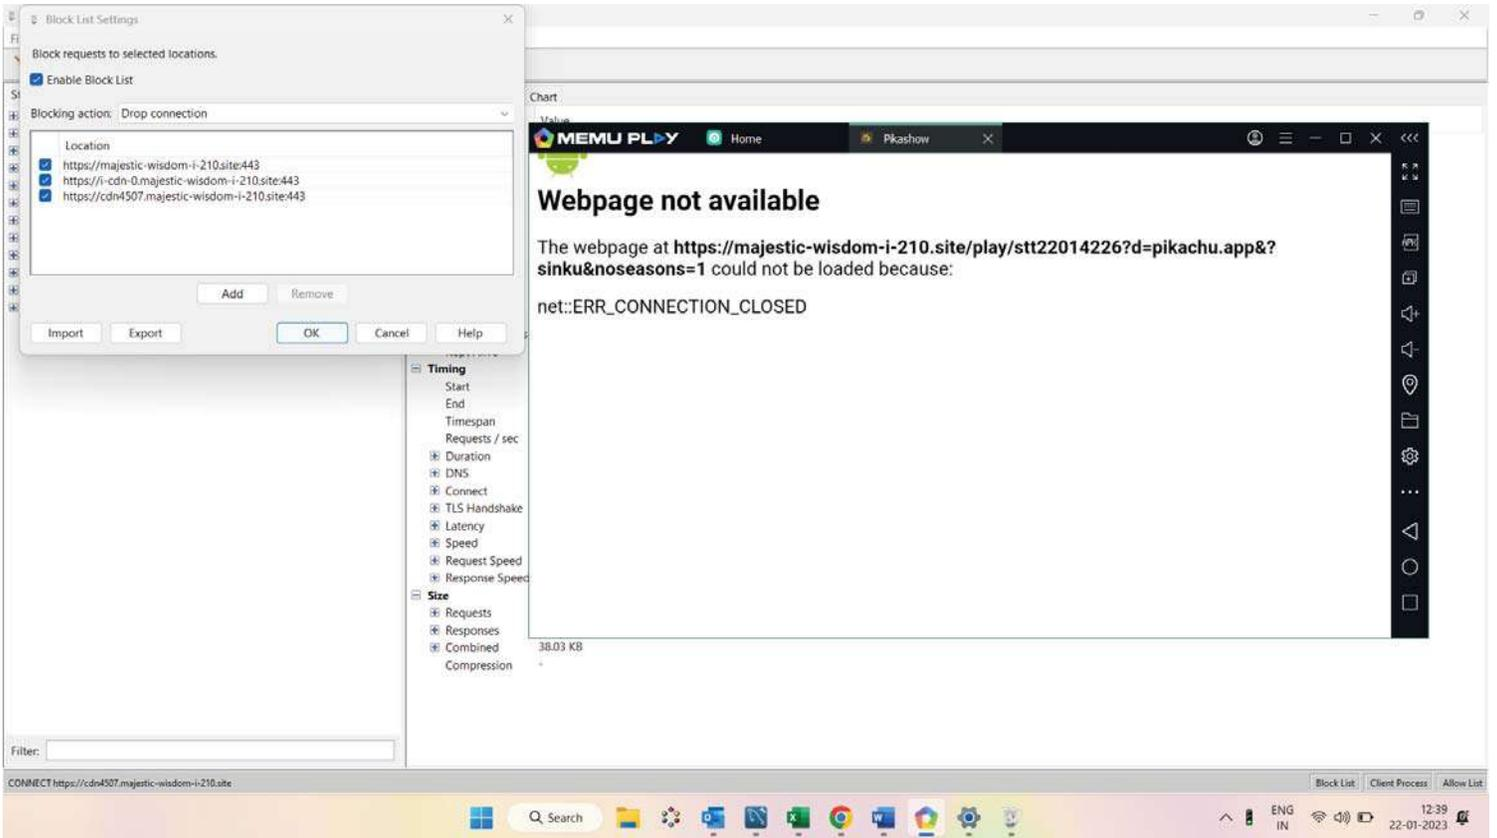 Block List Settings
Block requests to selected locations.
Enable Block List
Blocking action: Drop connection
Location
https://majestic-wisdom-i-210.site:443
https://i-cdn-0.majestic-wisdom-i-210.site:443
https://cdn4507.majestic-wisdom-i-210.site:443
Add Remove
Import Export OK Cancel Help
Chart
Value
MEMU PLAY Home Pikashow
Webpage not available
The webpage at https://majestic-wisdom-i-210.site/play/stt22014226?d=pikachu.app&?
sinku&noseasons=1 could not be loaded because:
net::ERR_CONNECTION_CLOSED
Timing
Start
End
Timespan
Requests / sec
Duration
DNS
Connect
TLS Handshake
Latency
Speed
Request Speed
Response Speed
Size
Requests
Responses
Combined 38.03 KB
Compression -
Filter:
CONNECT https://cdn4507.majestic-wisdom-i-210.site
Block List Client Process Allow List
Search
ENG
IN
12:39
22-01-2023